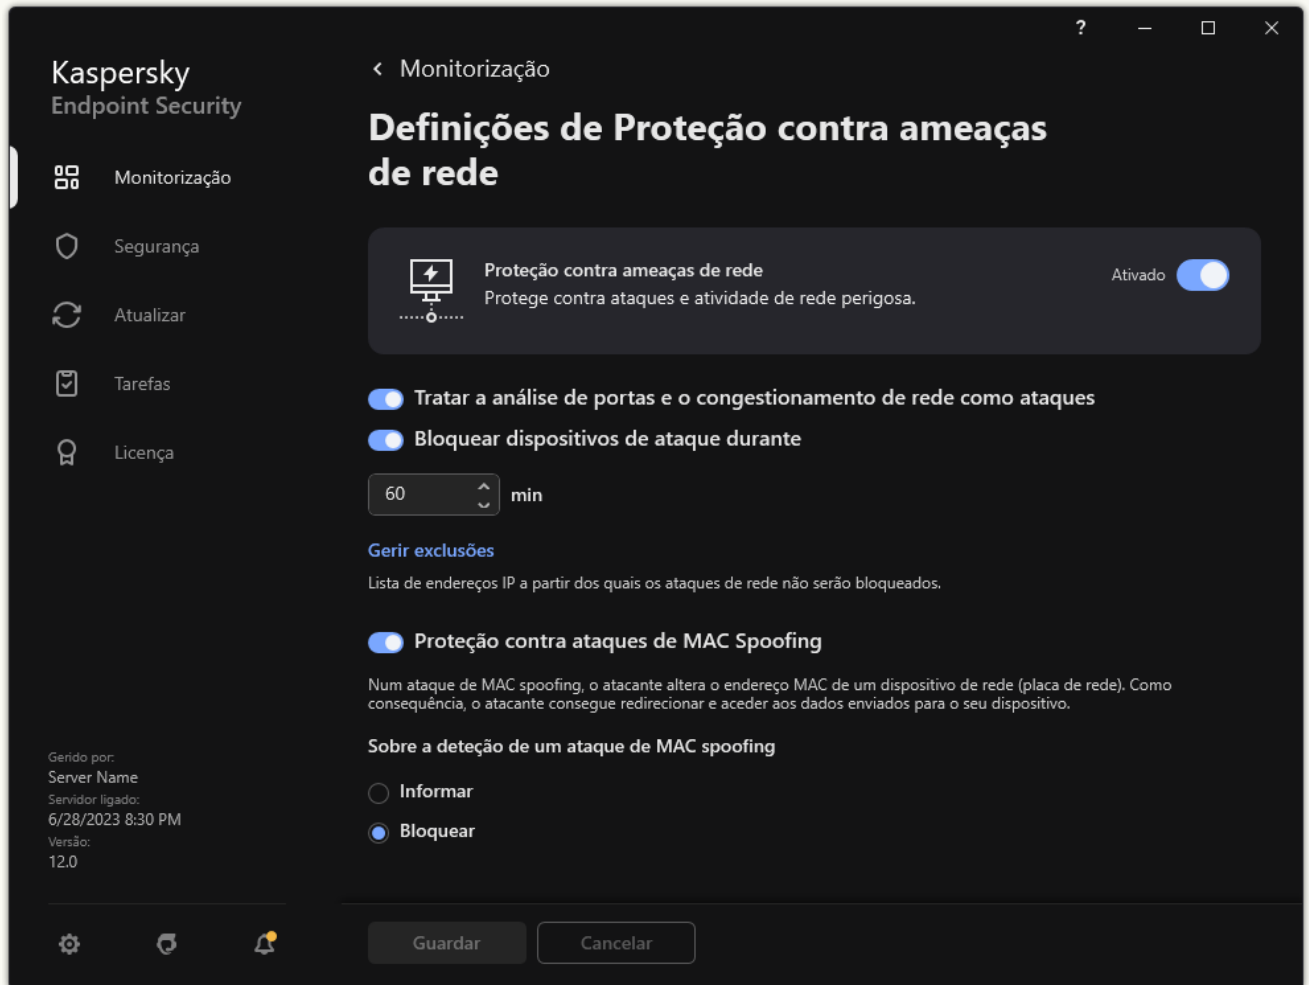 ?
Kaspersky
Endpoint Security
Monitorização
Segurança
Atualizar
Tarefas
Licença
Gerido por:
Server Name
Servidor ligado:
6/28/2023 8:30 PM
Versão:
12.0
Monitorização
Definições de Proteção contra ameaças
de rede
Proteção contra ameaças de rede
Protege contra ataques e atividade de rede perigosa.
Ativado
Tratar a análise de portas e o congestionamento de rede como ataques
Bloquear dispositivos de ataque durante
60 min
Gerir exclusões
Lista de endereços IP a partir dos quais os ataques de rede não serão bloqueados.
Proteção contra ataques de MAC Spoofing
Num ataque de MAC spoofing, o atacante altera o endereço MAC de um dispositivo de rede (placa de rede). Como
consequência, o atacante consegue redirecionar e aceder aos dados enviados para o seu dispositivo.
Sobre a deteção de um ataque de MAC spoofing
Informar
Bloquear
Guardar
Cancelar